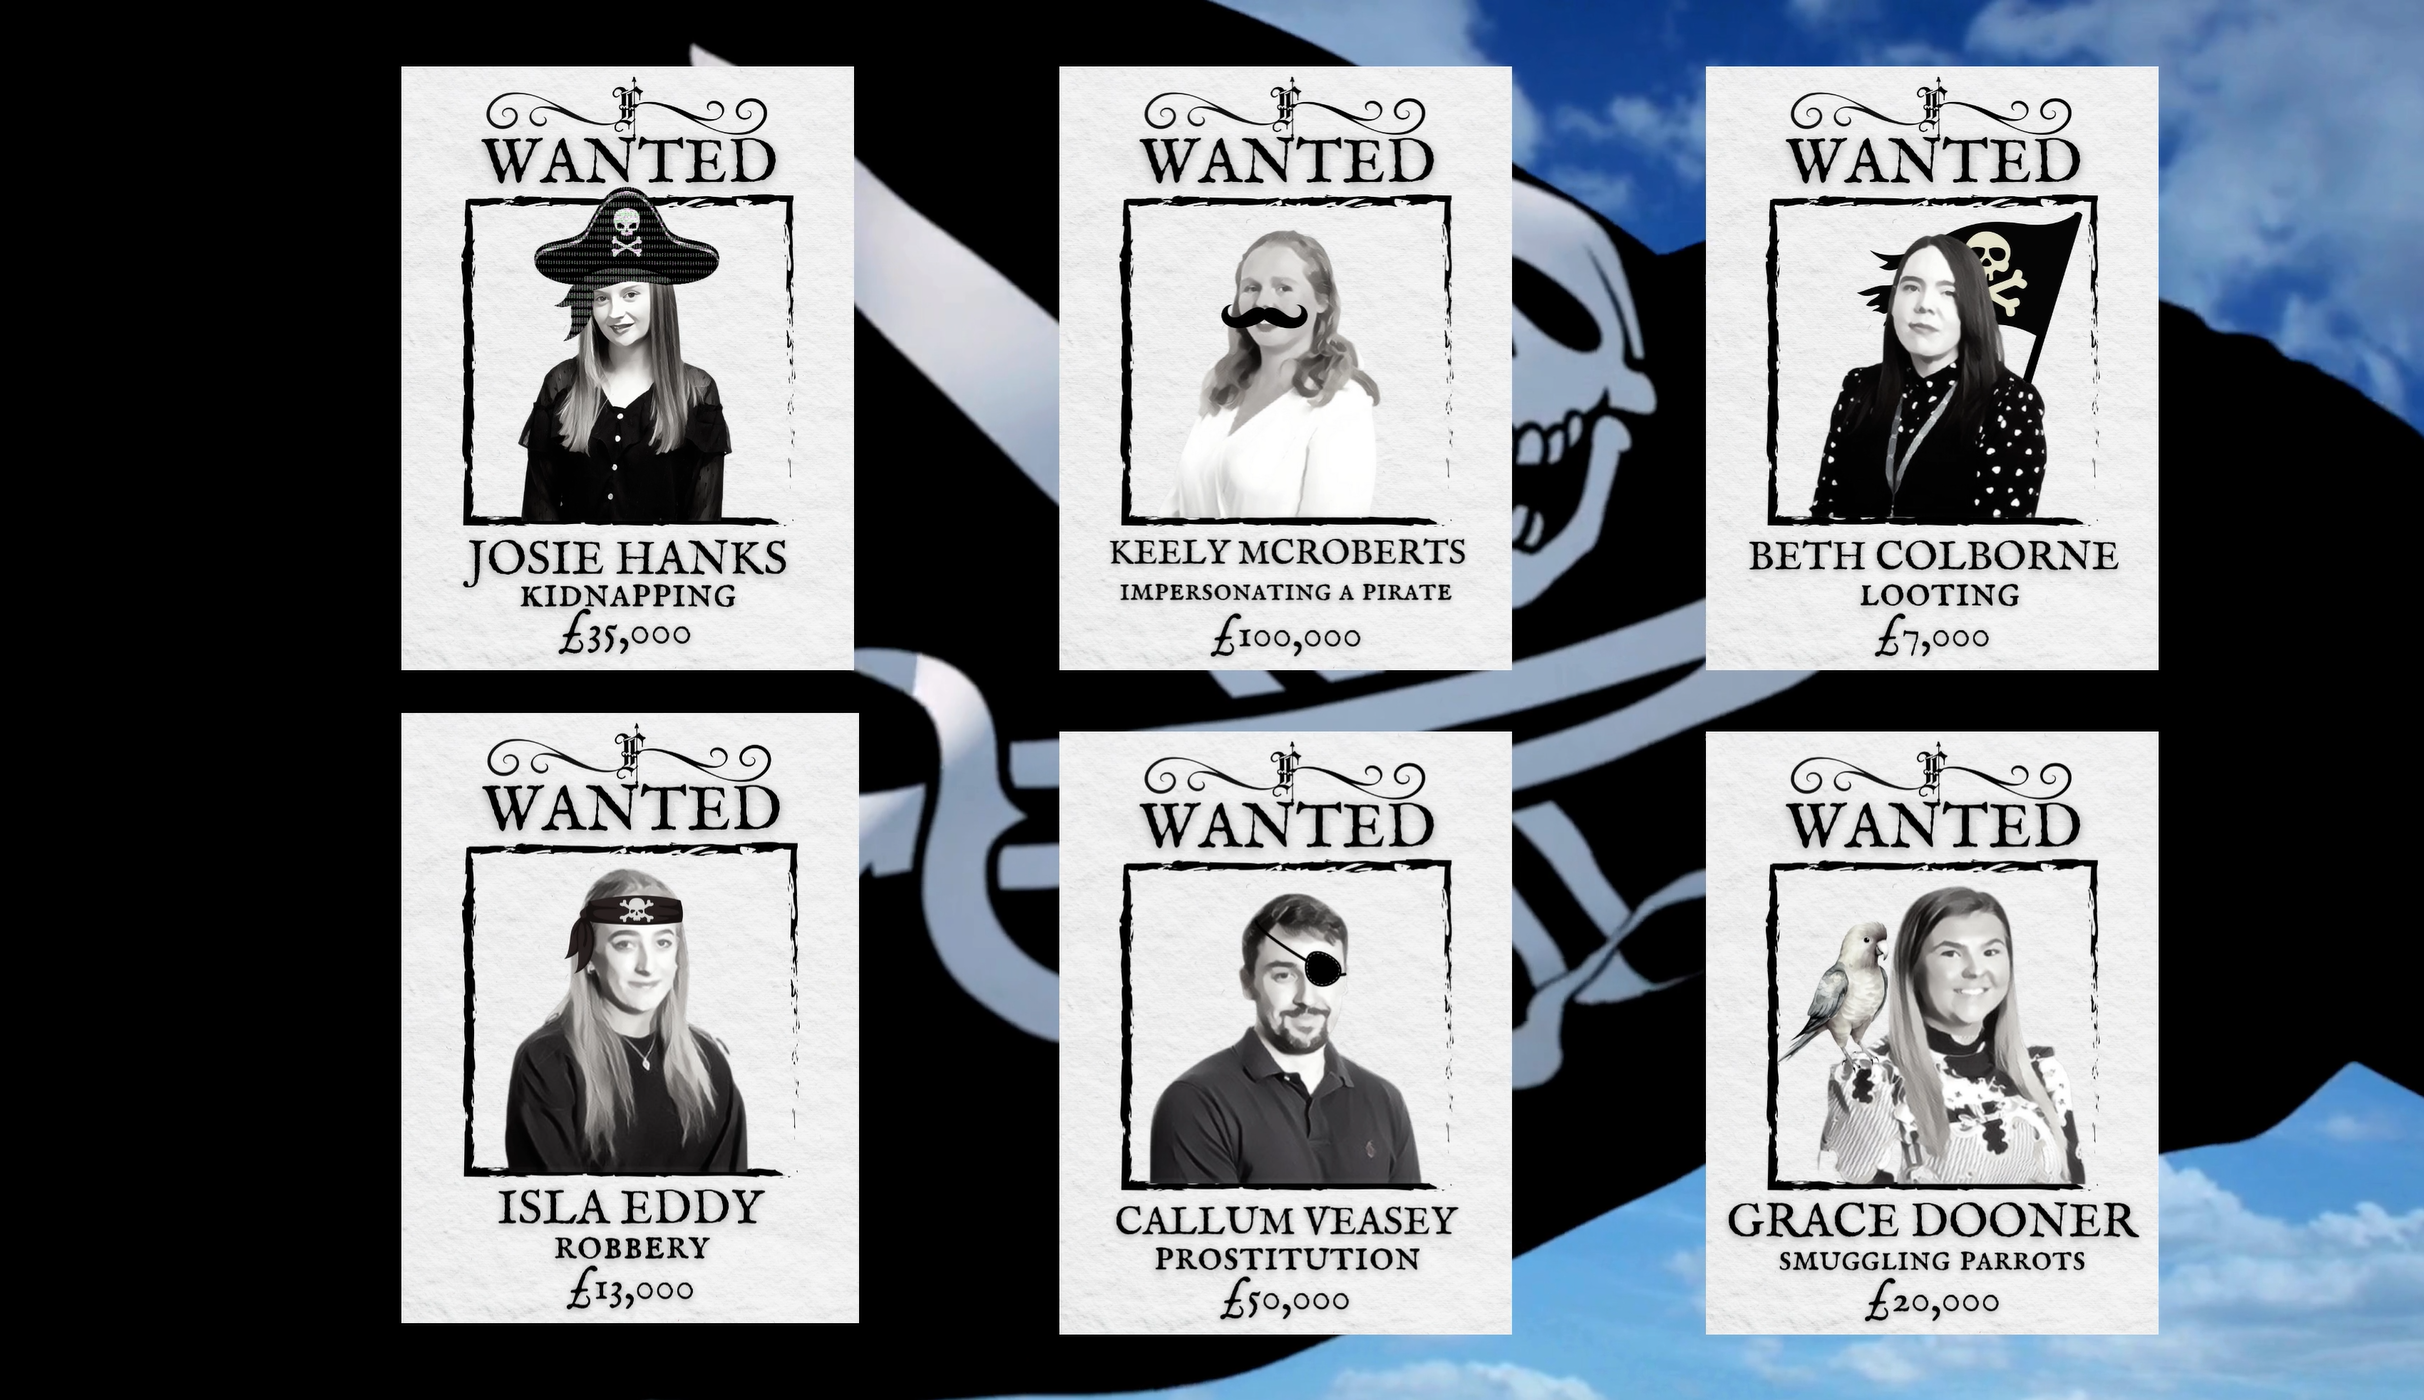 WANTED
JOSIE HANKS
KIDNAPPING
£35,000
WANTED
KEELY MCROBERTS
IMPERSONATING A PIRATE
£100,000
WANTED
BETH COLBORNE
LOOTING
£7,000
WANTED
ISLA EDDY
ROBBERY
£13,000
WANTED
CALLUM VEASEY
PROSTITUTION
£50,000
WANTED
GRACE DOONER
SMUGGLING PARROTS
£20,000